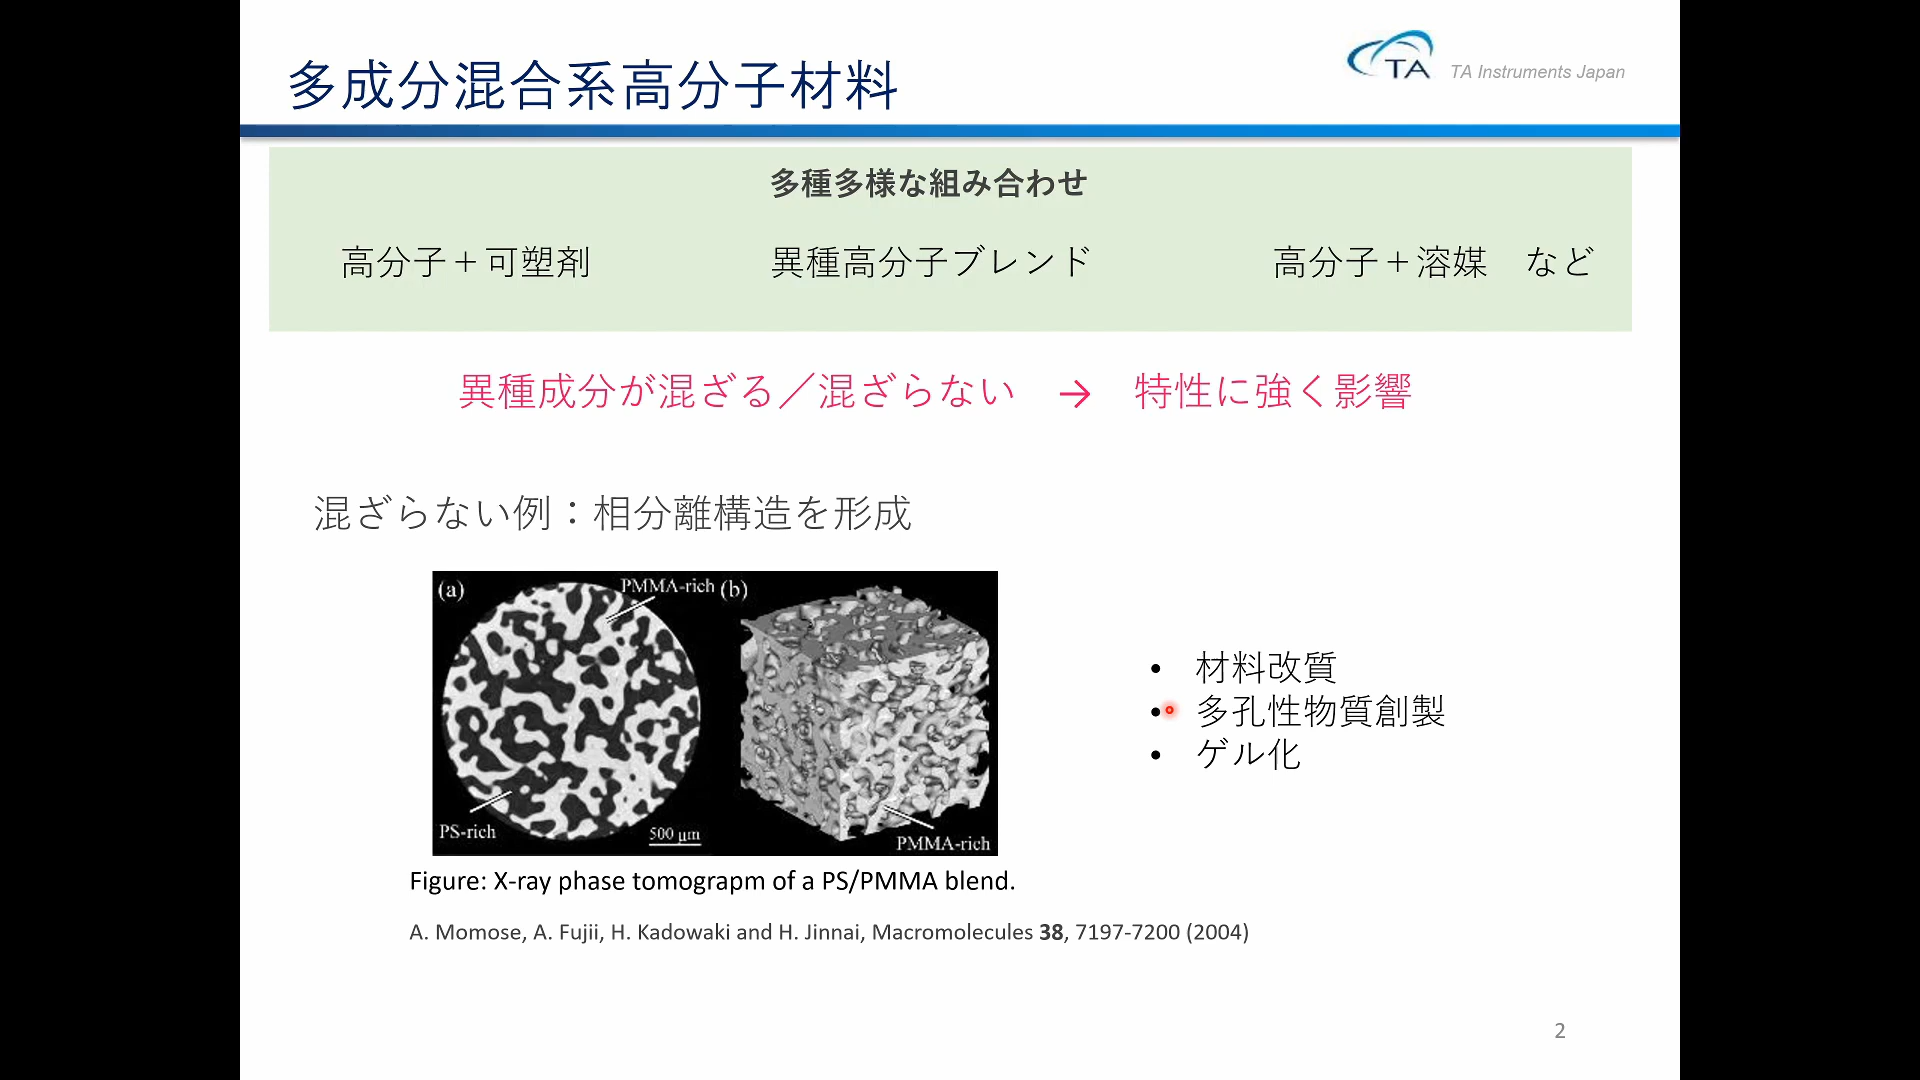 多成分混合系高分子材料
TA TA Instruments Japan
多種多様な組み合わせ
高分子＋可塑剤 異種高分子ブレンド 高分子＋溶媒 など
異種成分が混ざる／混ざらない → 特性に強く影響
混ざらない例：相分離構造を形成
(a) PMMA-rich (b)
PS-rich 500 μm PMMA-rich
• 材料改質
• 多孔性物質創製
• ゲル化
Figure: X-ray phase tomograpm of a PS/PMMA blend.
A. Momose, A. Fujii, H. Kadowaki and H. Jinnai, Macromolecules 38, 7197-7200 (2004)
2